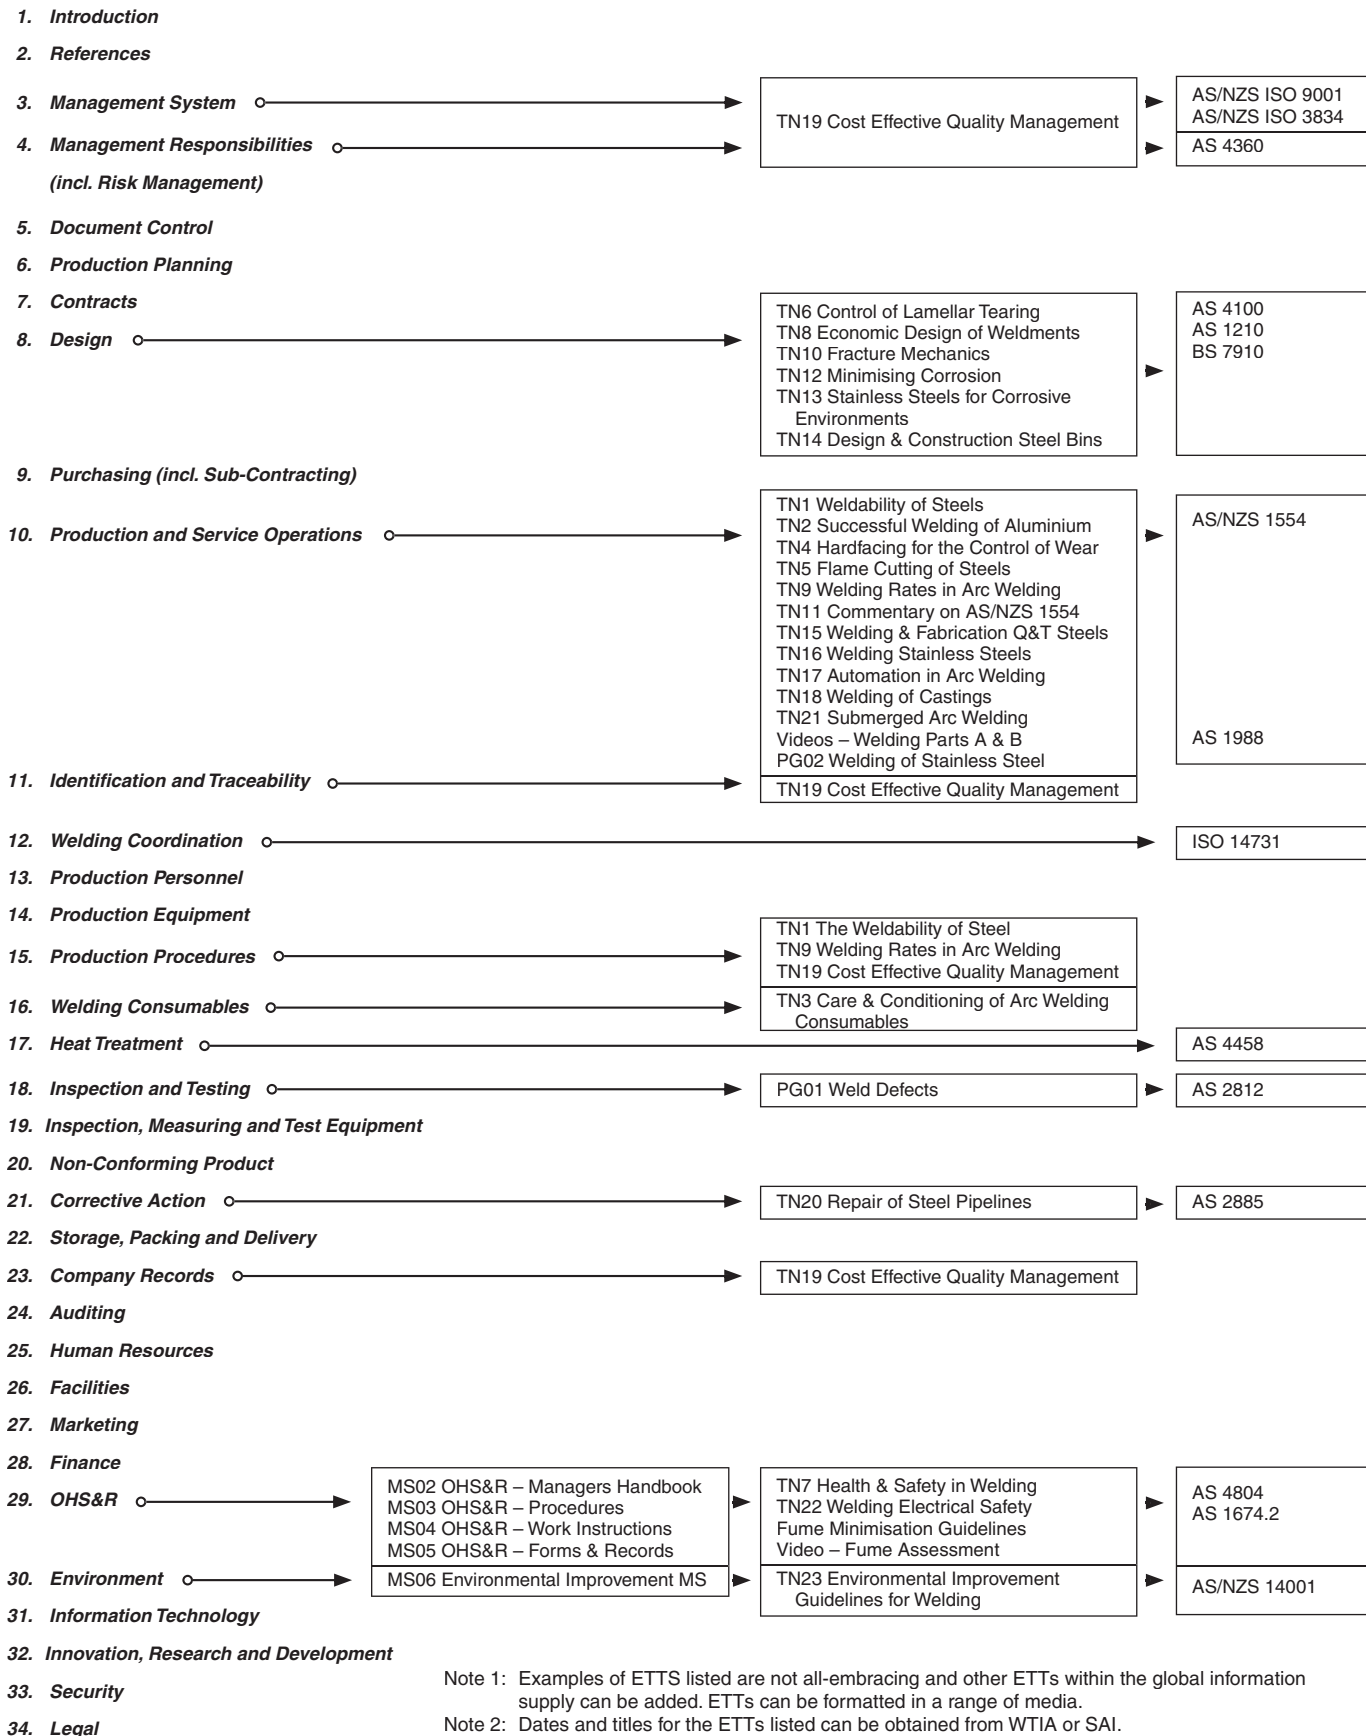 1. Introduction
2. References
3. Management System
TN19 Cost Effective Quality Management
AS/NZS ISO 9001
AS/NZS ISO 3834
4. Management Responsibilities
(incl. Risk Management)
AS 4360
5. Document Control
6. Production Planning
7. Contracts
8. Design
TN6 Control of Lamellar Tearing
TN8 Economic Design of Weldments
TN10 Fracture Mechanics
TN12 Minimising Corrosion
TN13 Stainless Steels for Corrosive
Environments
TN14 Design & Construction Steel Bins
AS 4100
AS 1210
BS 7910
9. Purchasing (incl. Sub-Contracting)
10. Production and Service Operations
TN1 Weldability of Steels
TN2 Successful Welding of Aluminium
TN4 Hardfacing for the Control of Wear
TN5 Flame Cutting of Steels
TN9 Welding Rates in Arc Welding
TN11 Commentary on AS/NZS 1554
TN15 Welding & Fabrication Q&T Steels
TN16 Welding Stainless Steels
TN17 Automation in Arc Welding
TN18 Welding of Castings
TN21 Submerged Arc Welding
Videos – Welding Parts A & B
PG02 Welding of Stainless Steel
AS/NZS 1554
AS 1988
11. Identification and Traceability
TN19 Cost Effective Quality Management
12. Welding Coordination
ISO 14731
13. Production Personnel
14. Production Equipment
15. Production Procedures
TN1 The Weldability of Steel
TN9 Welding Rates in Arc Welding
TN19 Cost Effective Quality Management
16. Welding Consumables
TN3 Care & Conditioning of Arc Welding
Consumables
17. Heat Treatment
AS 4458
18. Inspection and Testing
PG01 Weld Defects
AS 2812
19. Inspection, Measuring and Test Equipment
20. Non-Conforming Product
21. Corrective Action
TN20 Repair of Steel Pipelines
AS 2885
22. Storage, Packing and Delivery
23. Company Records
TN19 Cost Effective Quality Management
24. Auditing
25. Human Resources
26. Facilities
27. Marketing
28. Finance
29. OHS&R
MS02 OHS&R – Managers Handbook
MS03 OHS&R – Procedures
MS04 OHS&R – Work Instructions
MS05 OHS&R – Forms & Records
TN7 Health & Safety in Welding
TN22 Welding Electrical Safety
Fume Minimisation Guidelines
Video – Fume Assessment
AS 4804
AS 1674.2
30. Environment
MS06 Environmental Improvement MS
TN23 Environmental Improvement
Guidelines for Welding
AS/NZS 14001
31. Information Technology
32. Innovation, Research and Development
33. Security
34. Legal
Note 1: Examples of ETTS listed are not all-embracing and other ETTs within the global information
supply can be added. ETTs can be formatted in a range of media.
Note 2: Dates and titles for the ETTs listed can be obtained from WTIA or SAI.